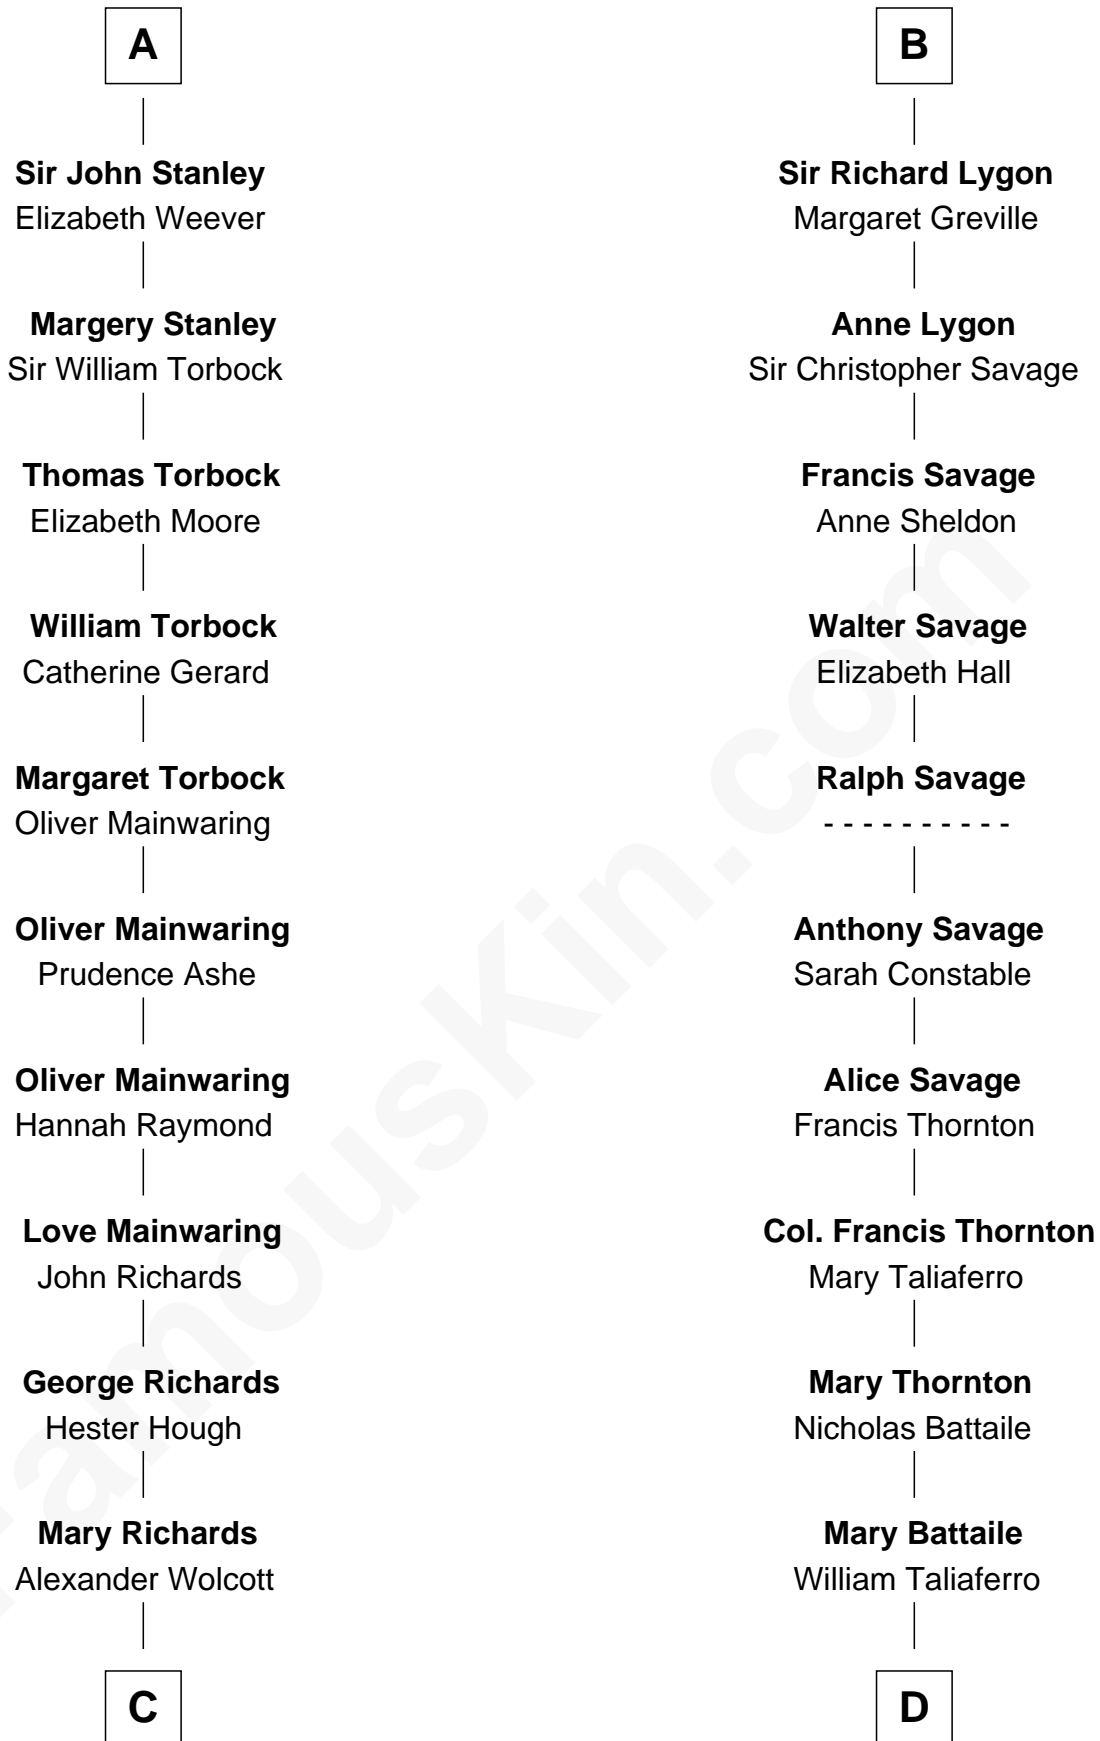 A
Sir John Stanley
Elizabeth Weever
Margery Stanley
Sir William Torbock
Thomas Torbock
Elizabeth Moore
William Torbock
Catherine Gerard
Margaret Torbock
Oliver Mainwaring
Oliver Mainwaring
Prudence Ashe
Oliver Mainwaring
Hannah Raymond
Love Mainwaring
John Richards
George Richards
Hester Hough
Mary Richards
Alexander Wolcott
C
B
Sir Richard Lygon
Margaret Greville
Anne Lygon
Sir Christopher Savage
Francis Savage
Anne Sheldon
Walter Savage
Elizabeth Hall
Ralph Savage
- - - - - - - - - -
Anthony Savage
Sarah Constable
Alice Savage
Francis Thornton
Col. Francis Thornton
Mary Taliaferro
Mary Thornton
Nicholas Battaile
Mary Battaile
William Taliaferro
D
FamousKin.com